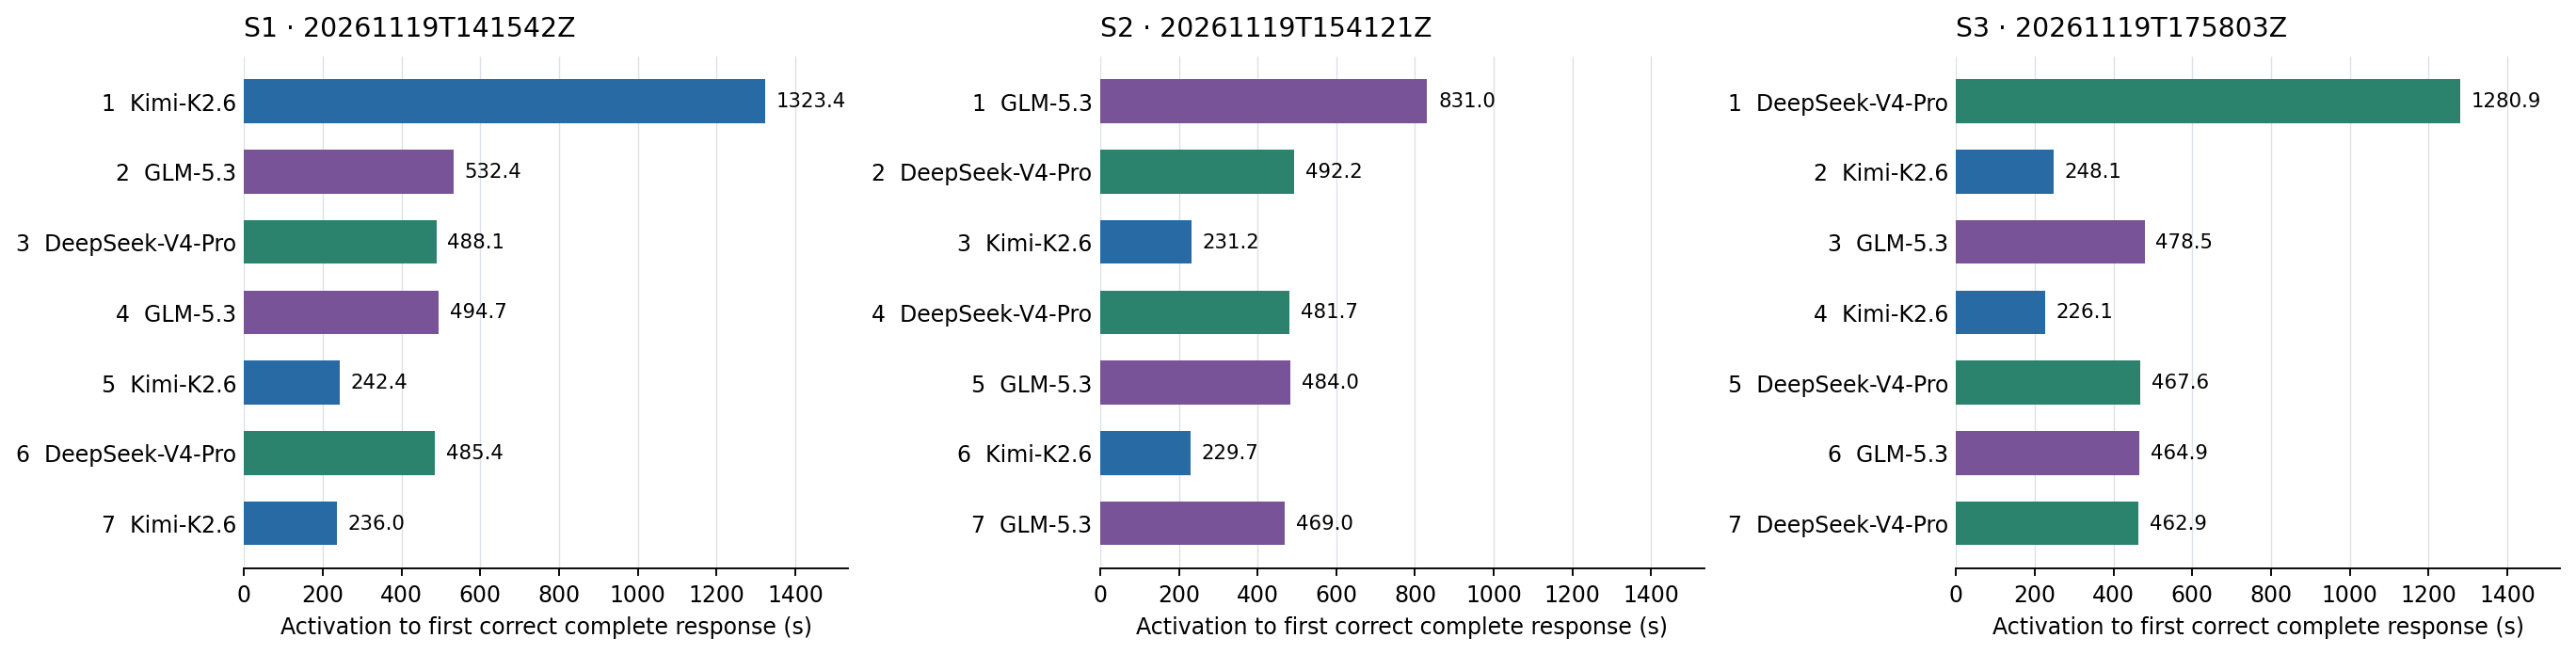 S1 · 20261119T141542Z
1 Kimi-K2.6 1323.4
2 GLM-5.3 532.4
3 DeepSeek-V4-Pro 488.1
4 GLM-5.3 494.7
5 Kimi-K2.6 242.4
6 DeepSeek-V4-Pro 485.4
7 Kimi-K2.6 236.0
0 200 400 600 800 1000 1200 1400
Activation to first correct complete response (s)
S2 · 20261119T154121Z
1 GLM-5.3 831.0
2 DeepSeek-V4-Pro 492.2
3 Kimi-K2.6 231.2
4 DeepSeek-V4-Pro 481.7
5 GLM-5.3 484.0
6 Kimi-K2.6 229.7
7 GLM-5.3 469.0
0 200 400 600 800 1000 1200 1400
Activation to first correct complete response (s)
S3 · 20261119T175803Z
1 DeepSeek-V4-Pro 1280.9
2 Kimi-K2.6 248.1
3 GLM-5.3 478.5
4 Kimi-K2.6 226.1
5 DeepSeek-V4-Pro 467.6
6 GLM-5.3 464.9
7 DeepSeek-V4-Pro 462.9
0 200 400 600 800 1000 1200 1400
Activation to first correct complete response (s)